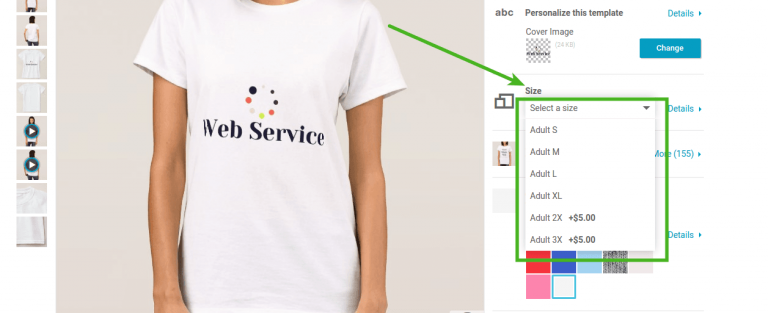 abc
Personalize this template
Details
Cover Image
(24 KB)
Change
Web Service
Size
Select a size
Details
Adult S
Adult M
More (155)
Adult L
Adult XL
Adult 2X +$5.00
Details
Adult 3X +$5.00